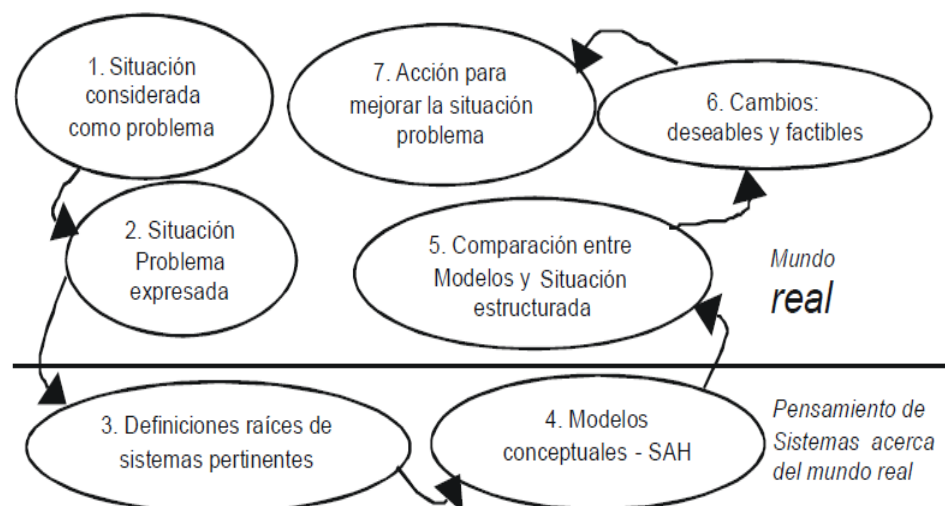 1. Situación
considerada
como problema
2. Situación
Problema
expresada
3. Definiciones raíces de
sistemas pertinentes
4. Modelos
conceptuales - SAH
5. Comparación entre
Modelos y Situación
estructurada
6. Cambios:
deseables y factibles
7. Acción para
mejorar la situación
problema
Mundo
real
Pensamiento de
Sistemas acerca
del mundo real